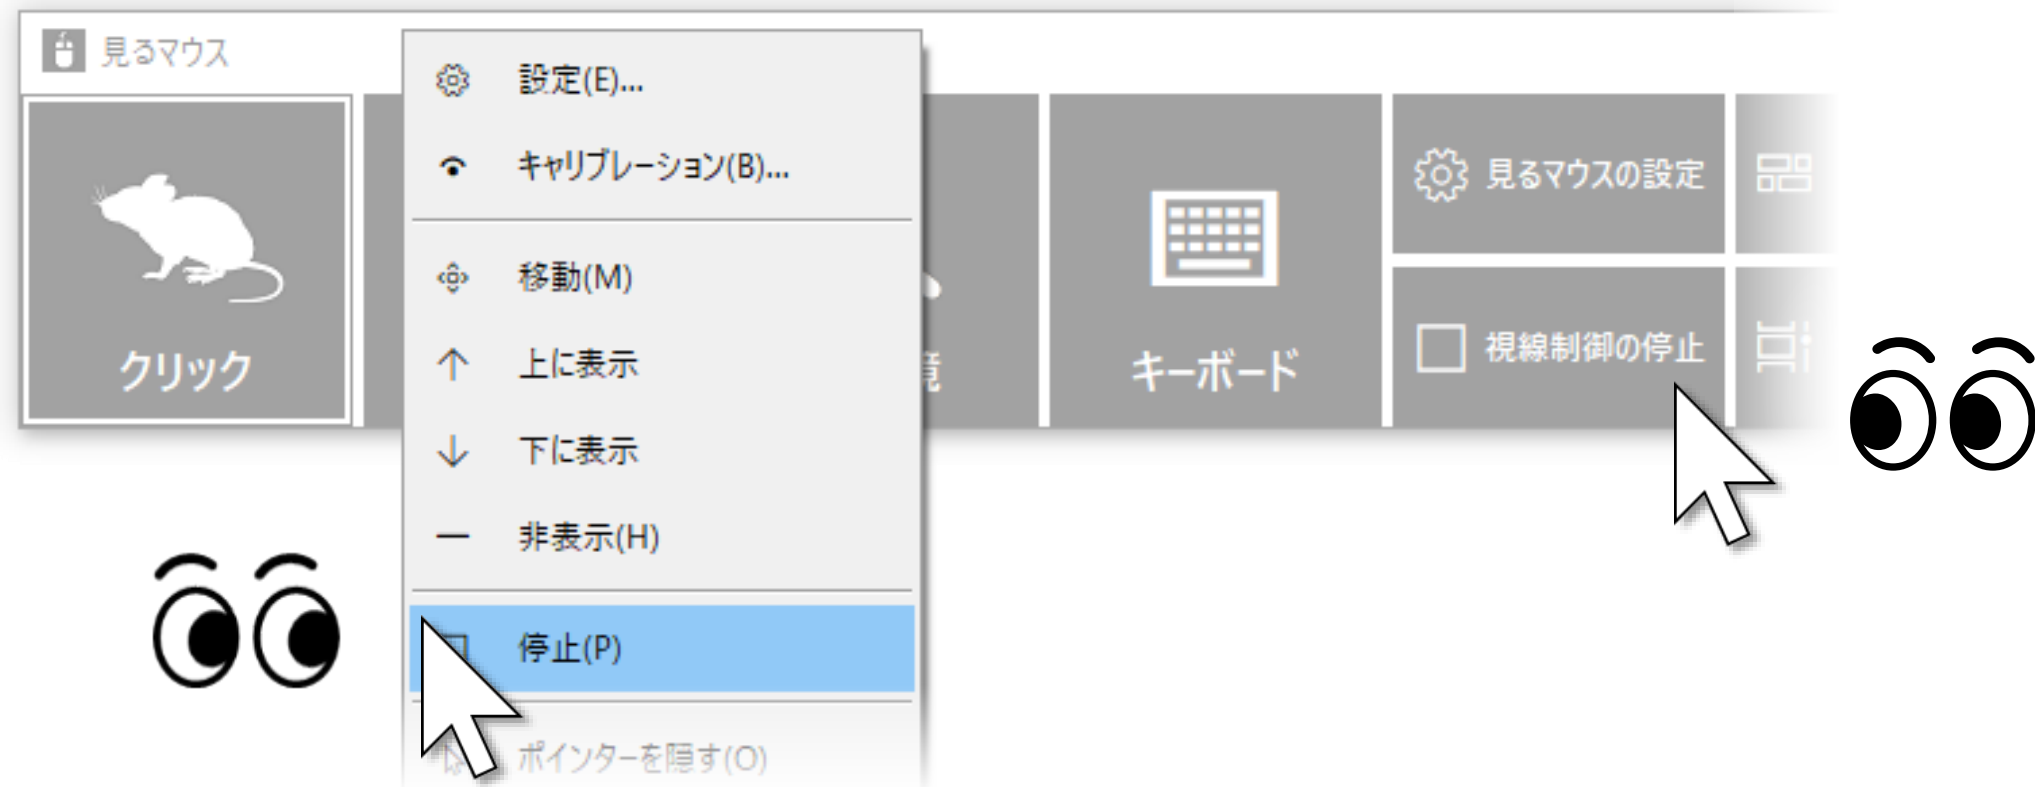 見るマウス
設定(E)...
キャリブレーション(B)...
移動(M)
上に表示
下に表示
非表示(H)
停止(P)
ポインターを隠す(O)
クリック
境
キーボード
見るマウスの設定
視線制御の停止